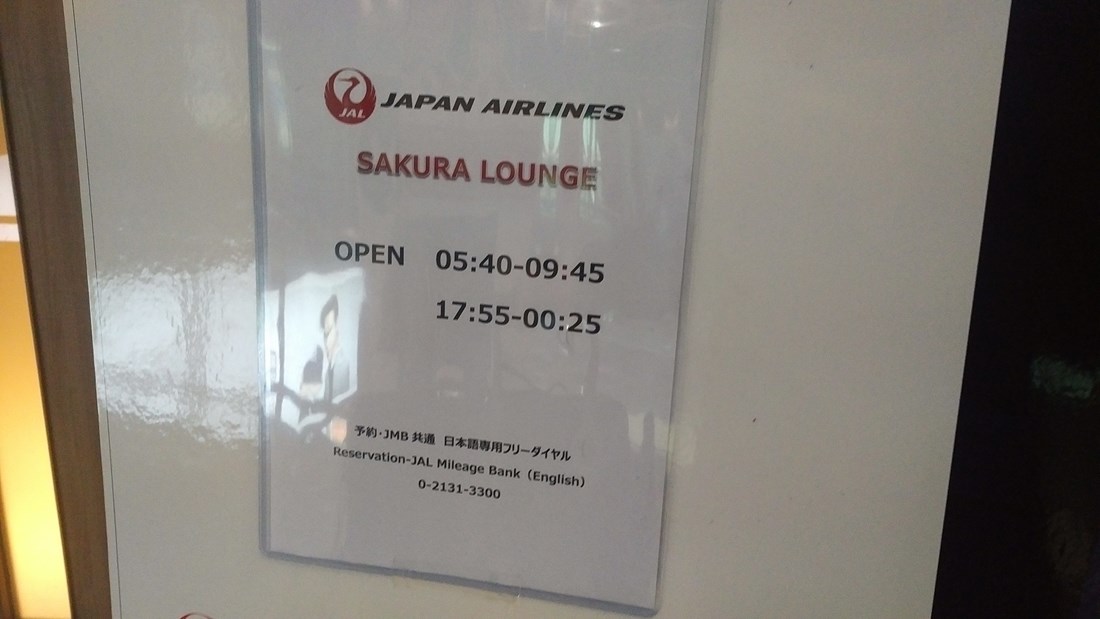 JAL JAPAN AIRLINES
SAKURA LOUNGE
OPEN 05:40-09:45
17:55-00:25
予約・JMB 共通 日本語専用フリーダイヤル
Reservation-JAL Mileage Bank（English）
0-2131-3300